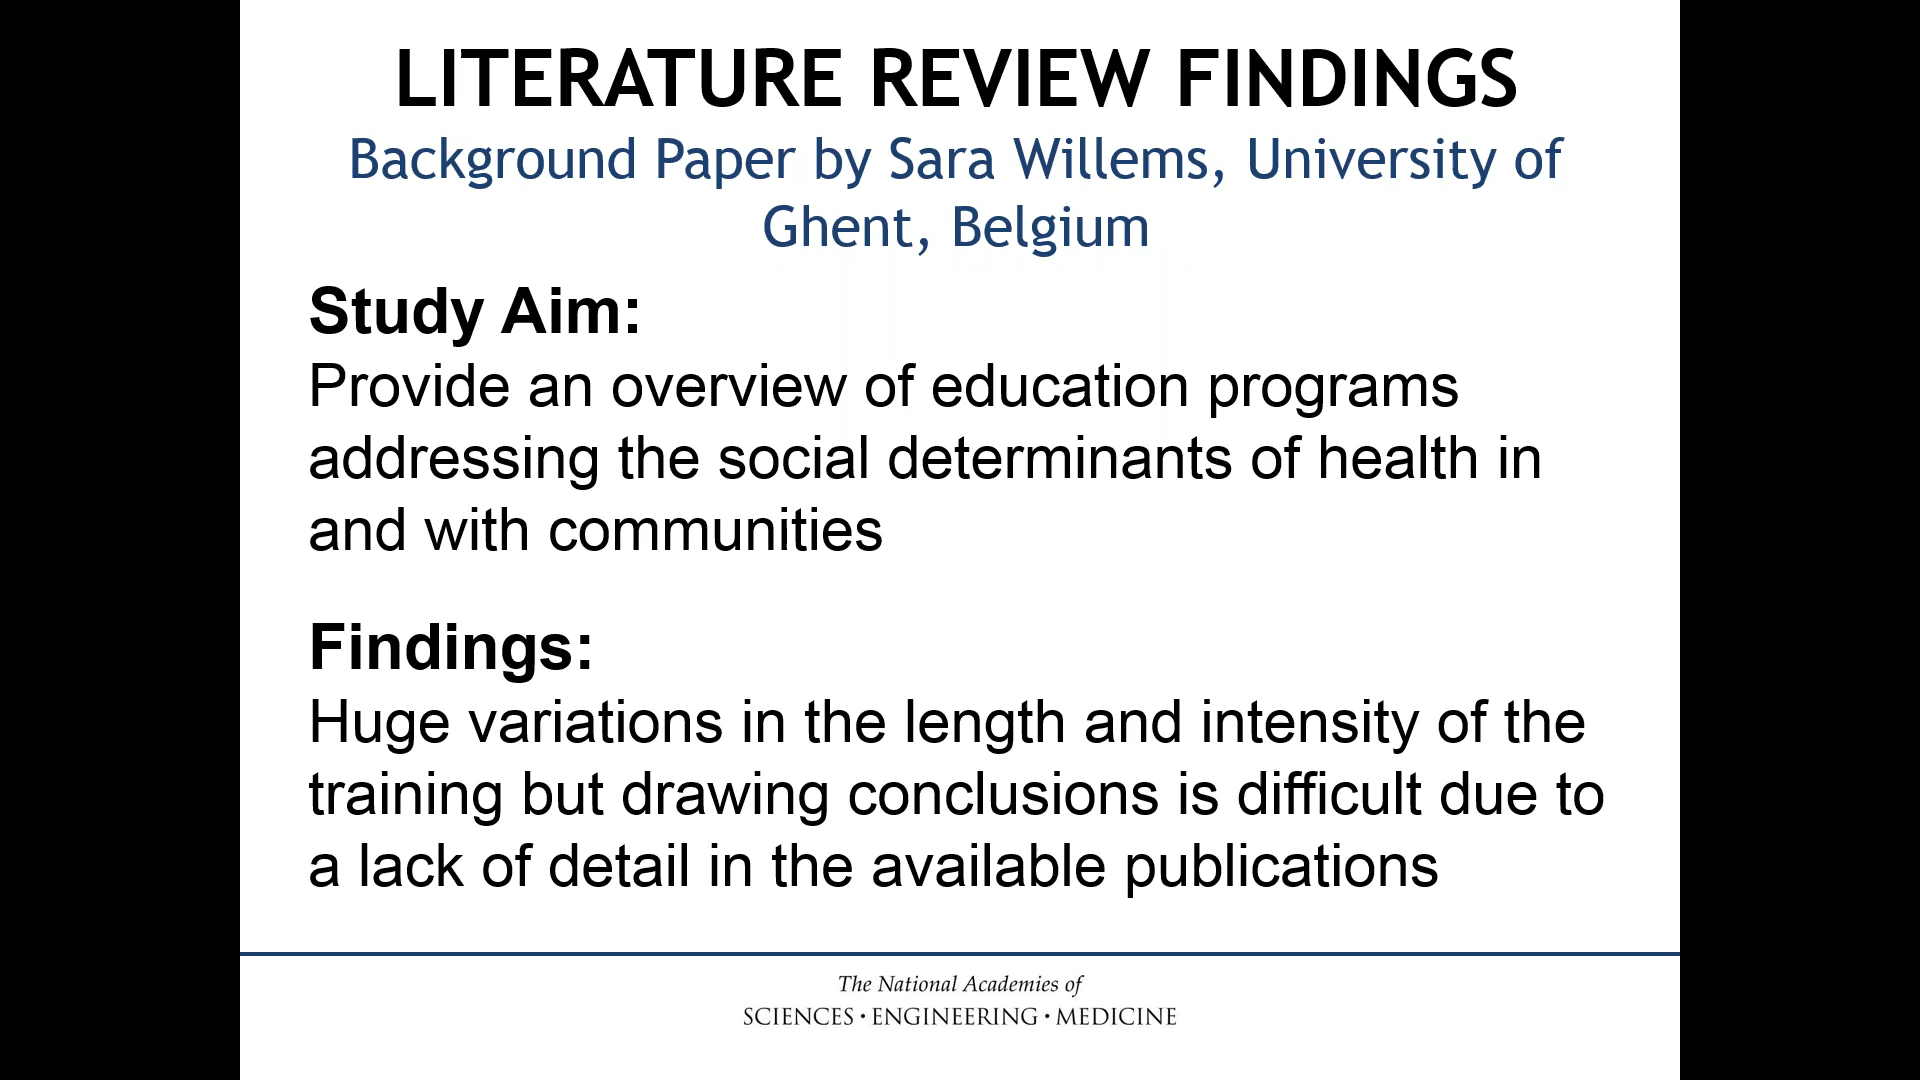 LITERATURE REVIEW FINDINGS
Background Paper by Sara Willems, University of
Ghent, Belgium
Study Aim:
Provide an overview of education programs
addressing the social determinants of health in
and with communities
Findings:
Huge variations in the length and intensity of the
training but drawing conclusions is difficult due to
a lack of detail in the available publications
The National Academies of
SCIENCES · ENGINEERING · MEDICINE